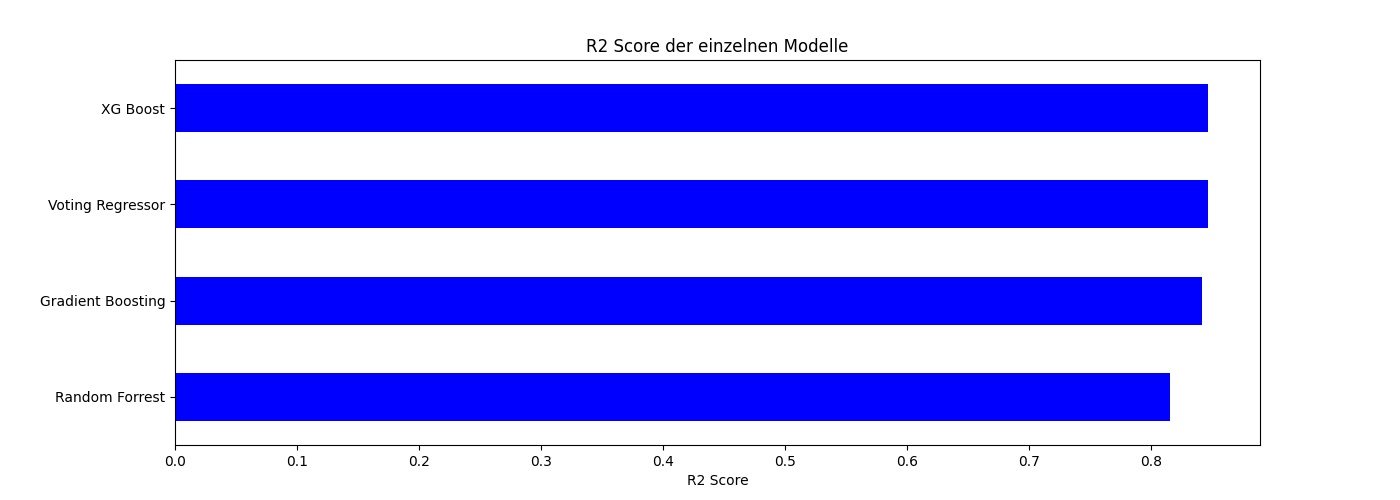 R2 Score der einzelnen Modelle
XG Boost
Voting Regressor
Gradient Boosting
Random Forrest
0.0 0.1 0.2 0.3 0.4 0.5 0.6 0.7 0.8
R2 Score